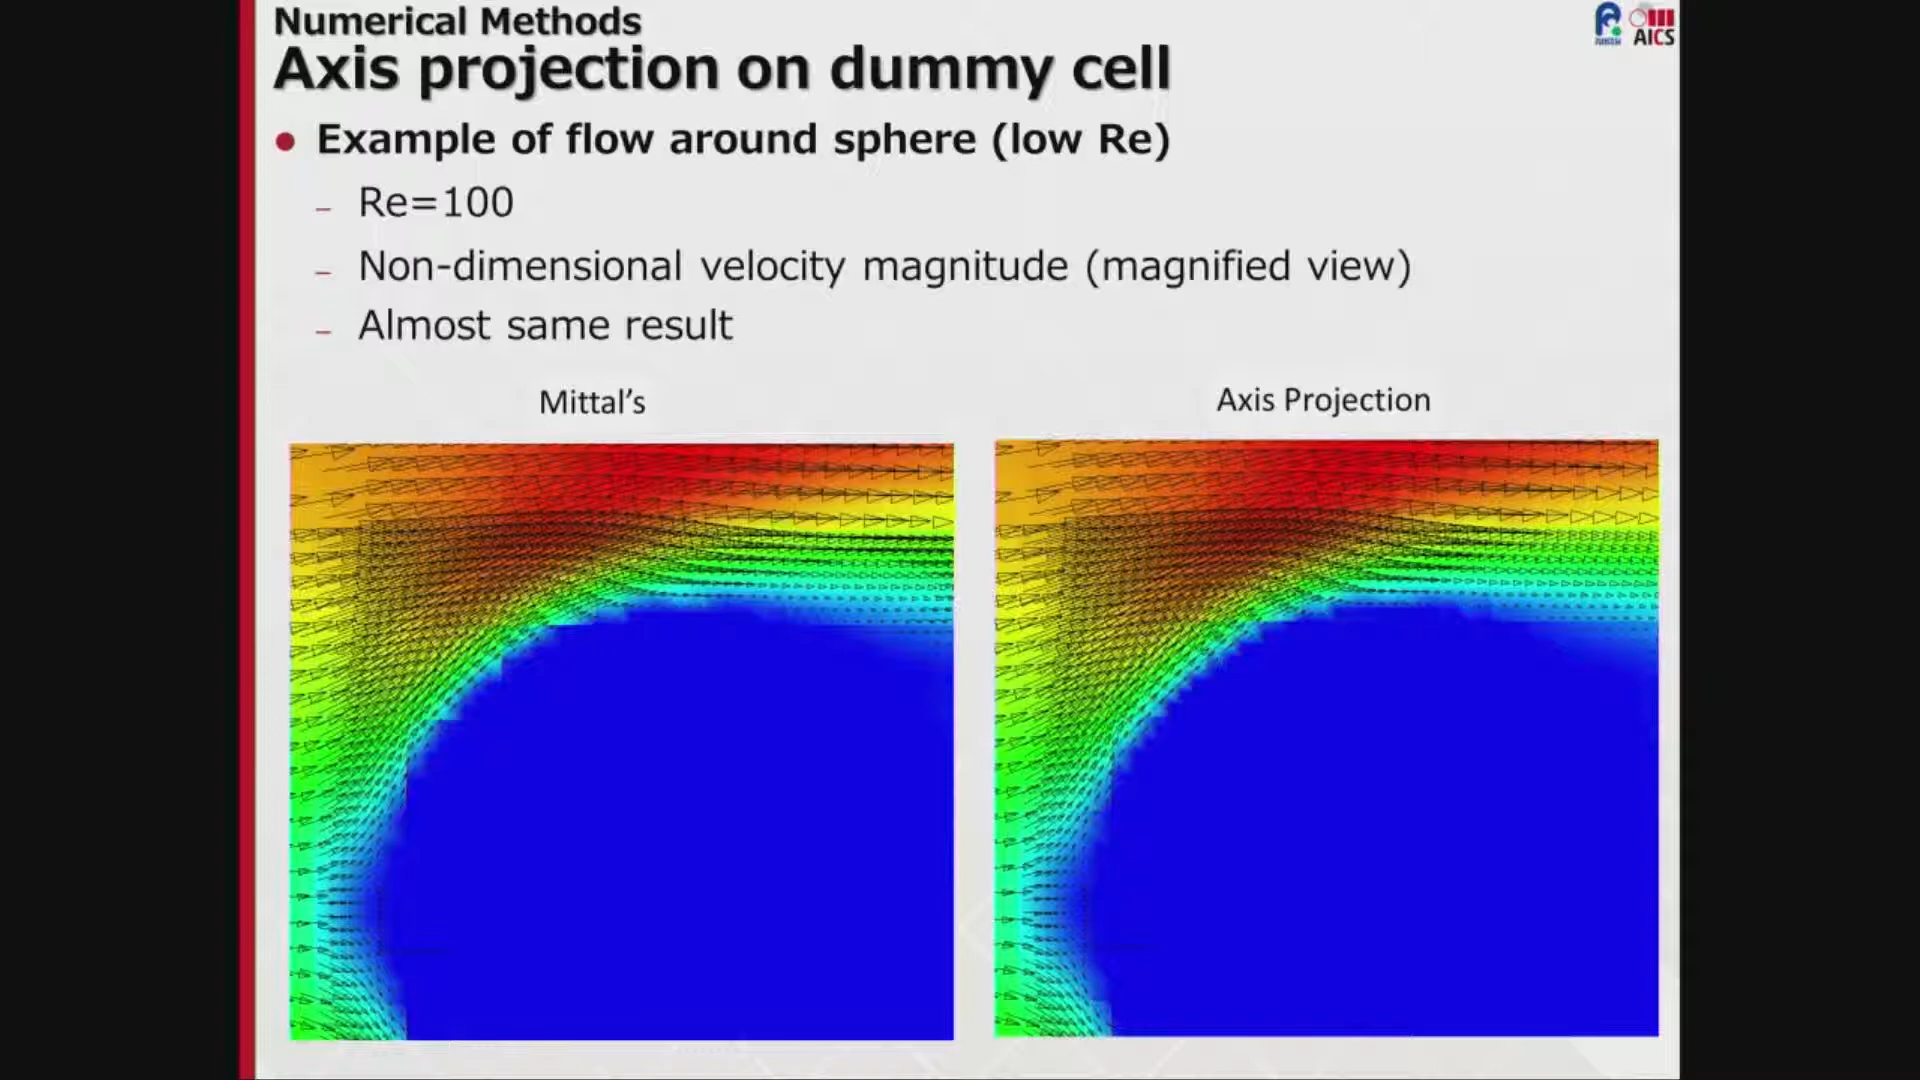 Numerical Methods
Axis projection on dummy cell
AICS
● Example of flow around sphere (low Re)
– Re=100
– Non-dimensional velocity magnitude (magnified view)
– Almost same result
Mittal’s
Axis Projection